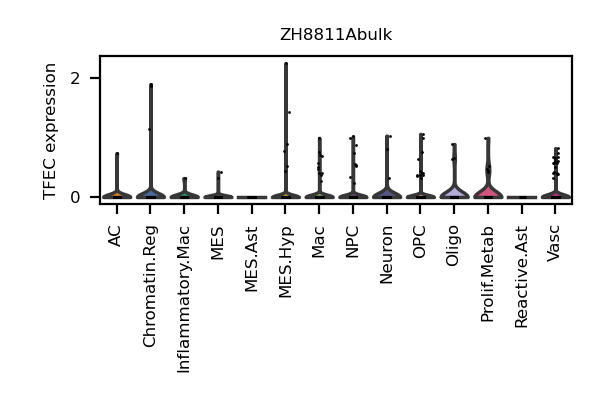 ZH8811Abulk
TFEC expression
2
0
AC
Chromatin.Reg
Inflammatory.Mac
MES
MES.Ast
MES.Hyp
Mac
NPC
Neuron
OPC
Oligo
Prolif.Metab
Reactive.Ast
Vasc